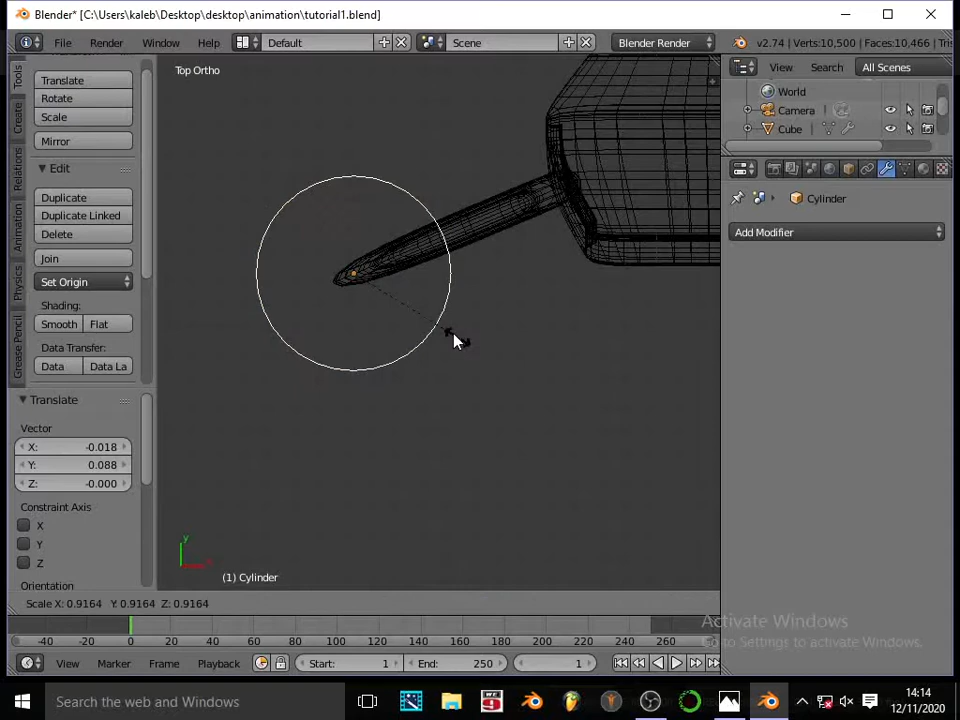 Blender* [C:\Users\kaleb\Desktop\desktop\animation\tutorial1.blend]
File Render Window Help Default Scene Blender Render v2.74 | Verts:10,500 | Faces:10,466 | Tris
Tools
Create
Relations
Animation
Physics
Grease Pencil
Translate
Rotate
Scale
Mirror
Edit
Duplicate
Duplicate Linked
Delete
Join
Set Origin
Shading:
Smooth Flat
Data Transfer:
Data Data La
Translate
Vector
X: -0.018
Y: 0.088
Z: -0.000
Constraint Axis
X
Y
Z
Orientation
Top Ortho
y
x
(1) Cylinder
View Search All Scenes
World
Camera
Cube
Cylinder
Add Modifier
Scale X: 0.9164 Y: 0.9164 Z: 0.9164
-40 -20 0 20 40 60 80 100 120 140 160 180 200 220 240 260
View Marker Frame Playback Start: 1 End: 250 1
Activate Windows
Go to Settings to activate Windows.
Search the web and Windows
14:14
12/11/2020